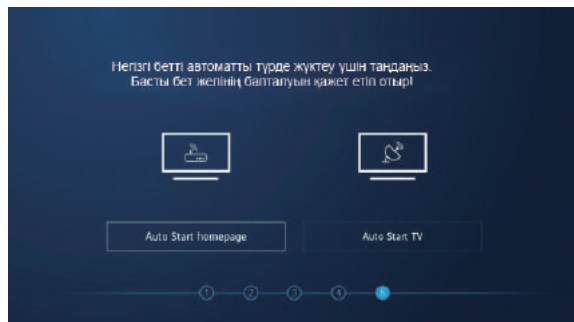 Негізгі бетті автоматты түрде жүктеу үшін таңдаңыз.
Басты бет желінің бапталуын қажет етіп отыр!
Auto Start homepage
Auto Start TV
1 2 3 4 5